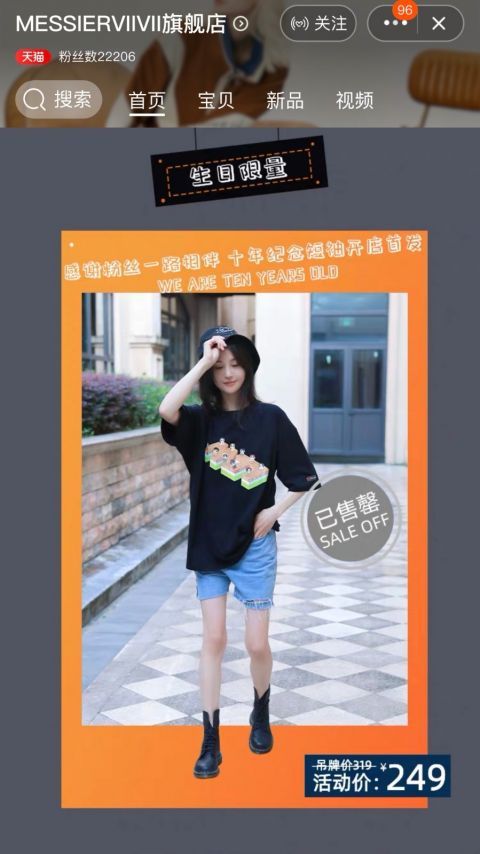 MESSIERVIIVII旗舰店
关注
96
天猫 粉丝数22206
搜索 首页 宝贝 新品 视频
生日限量
感谢粉丝一路相伴 十年纪念短袖开店首发
WE ARE TEN YEARS OLD
已售罄
SALE OFF
吊牌价319
活动价:
¥249